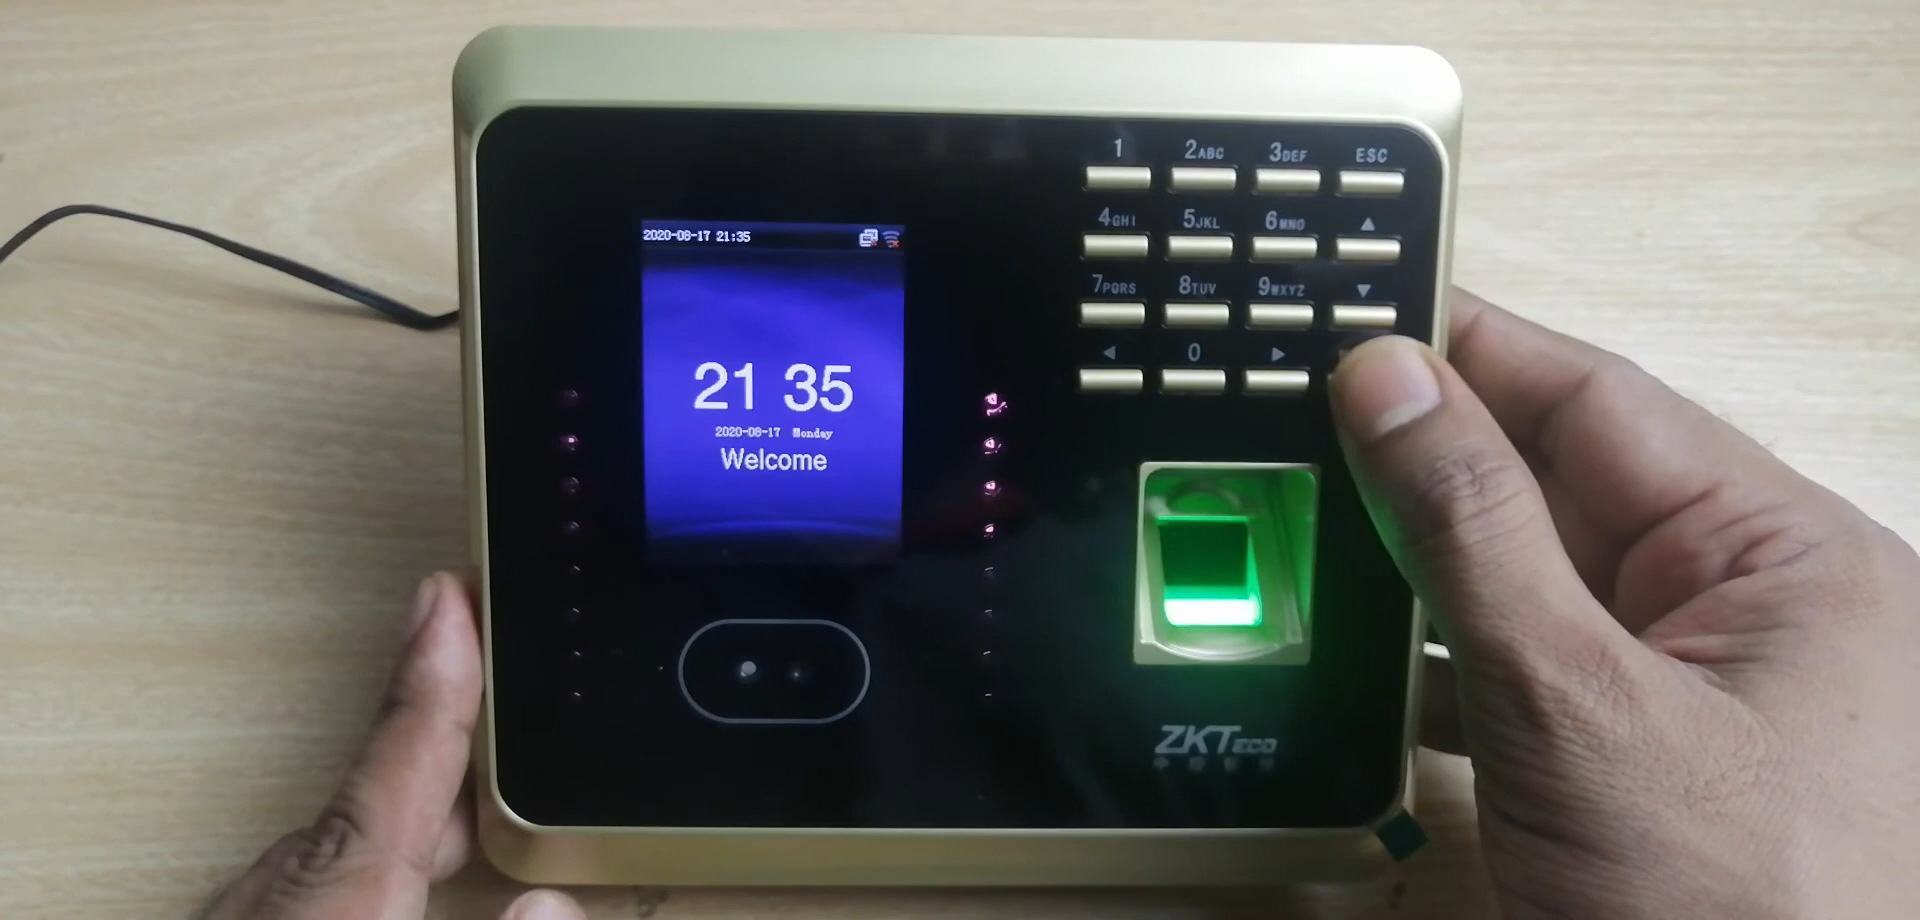 2020-08-17 21:35
21 35
2020-08-17 Monday
Welcome
1 2ABC 3DEF ESC
4GHI 5JKL 6MNO
7PQRS 8TUV 9WXYZ
0
ZKTeco